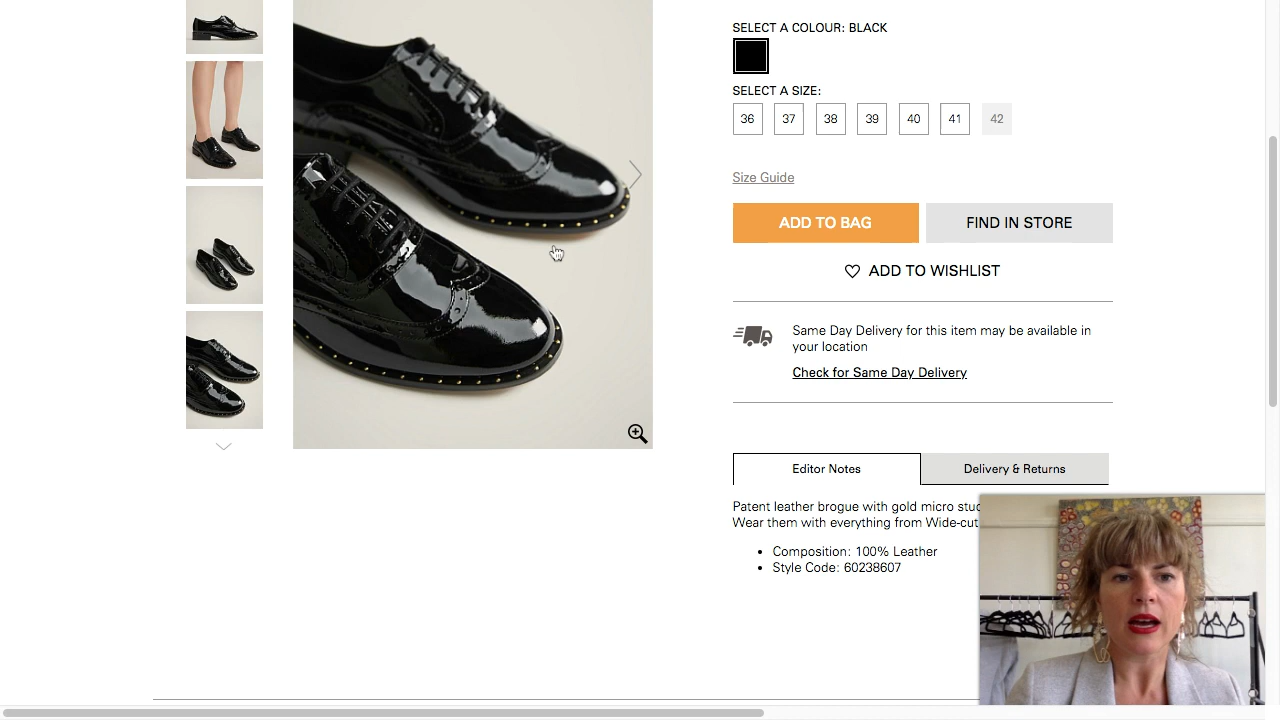 SELECT A COLOUR: BLACK
SELECT A SIZE:
36 37 38 39 40 41 42
Size Guide
ADD TO BAG FIND IN STORE
ADD TO WISHLIST
Same Day Delivery for this item may be available in
your location
Check for Same Day Delivery
Editor Notes Delivery & Returns
Patent leather brogue with gold micro
Wear them with everything from Wide-cut
• Composition: 100% Leather
• Style Code: 60238607